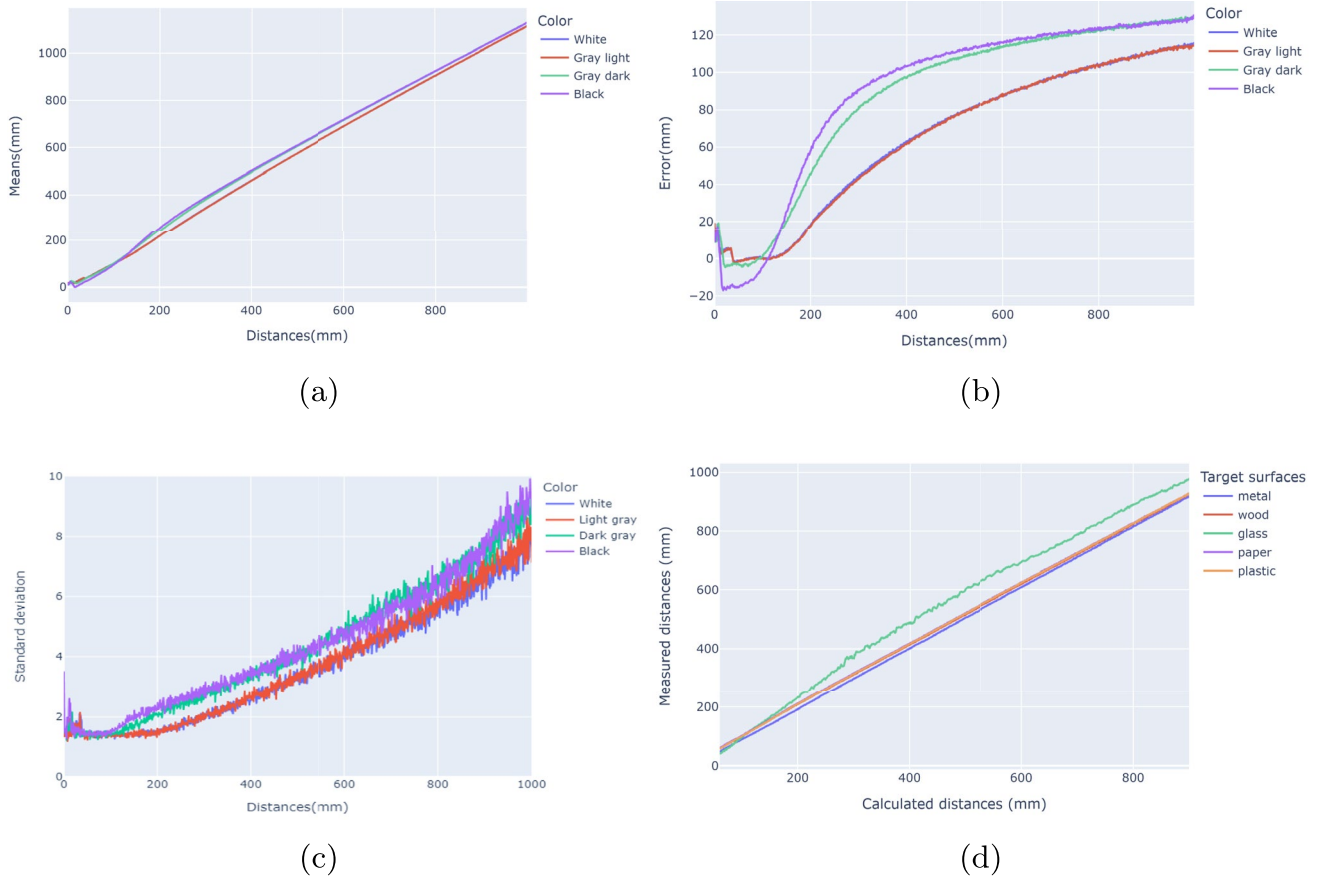 Means(mm)
1000
800
600
400
200
0
0 200 400 600 800
Distances(mm)
Color
White
Gray light
Gray dark
Black
(a)
Error(mm)
120
100
80
60
40
20
0
−20
0 200 400 600 800
Distances(mm)
Color
White
Gray light
Gray dark
Black
(b)
Standard deviation
10
8
6
4
2
0
0 200 400 600 800 1000
Distances(mm)
Color
White
Light gray
Dark gray
Black
(c)
Measured distances (mm)
1000
800
600
400
200
0
200 400 600 800
Calculated distances (mm)
Target surfaces
metal
wood
glass
paper
plastic
(d)